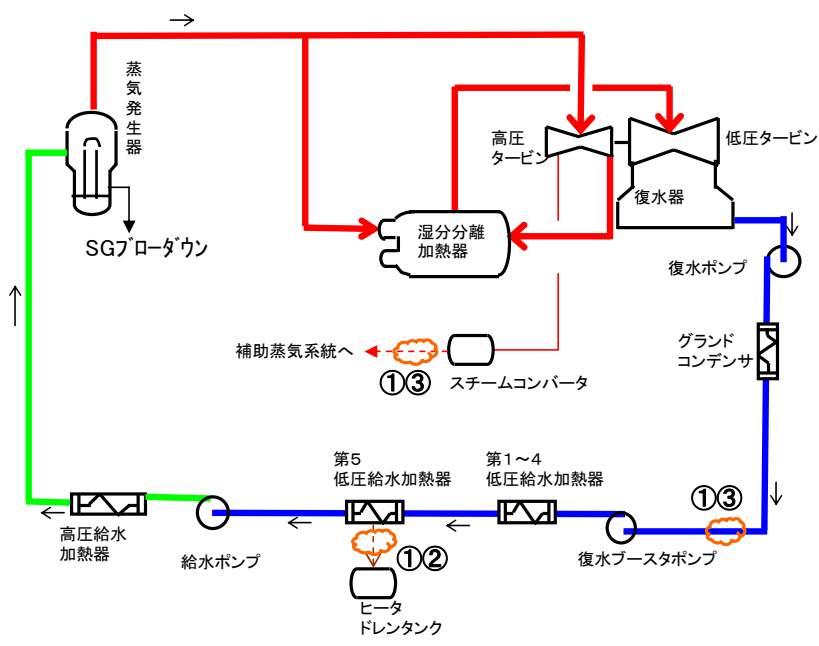 蒸気発生器
高圧
タービン
低圧タービン
復水器
湿分分離
加熱器
SGブローダウン
復水ポンプ
グランド
コンデンサ
補助蒸気系統へ
①③
スチームコンバータ
第5
低圧給水加熱器
第1～4
低圧給水加熱器
①③
高圧給水
加熱器
給水ポンプ
①②
復水ブースタポンプ
ヒータ
ドレンタンク